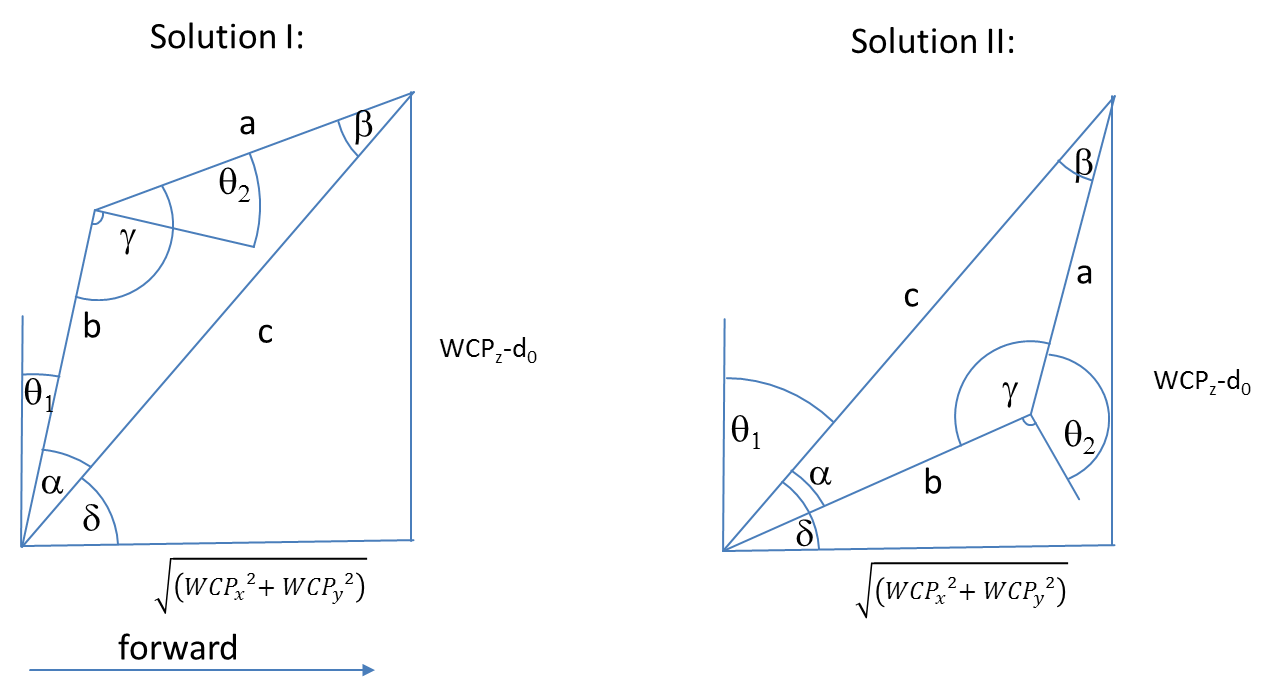 Solution I:
Solution II:
a
β
θ2
γ
b
c
WCPz-d0
θ1
α
δ
√(WCPx²+ WCPy²)
forward
β
a
c
WCPz-d0
γ
θ1
θ2
α
b
δ
√(WCPx²+ WCPy²)